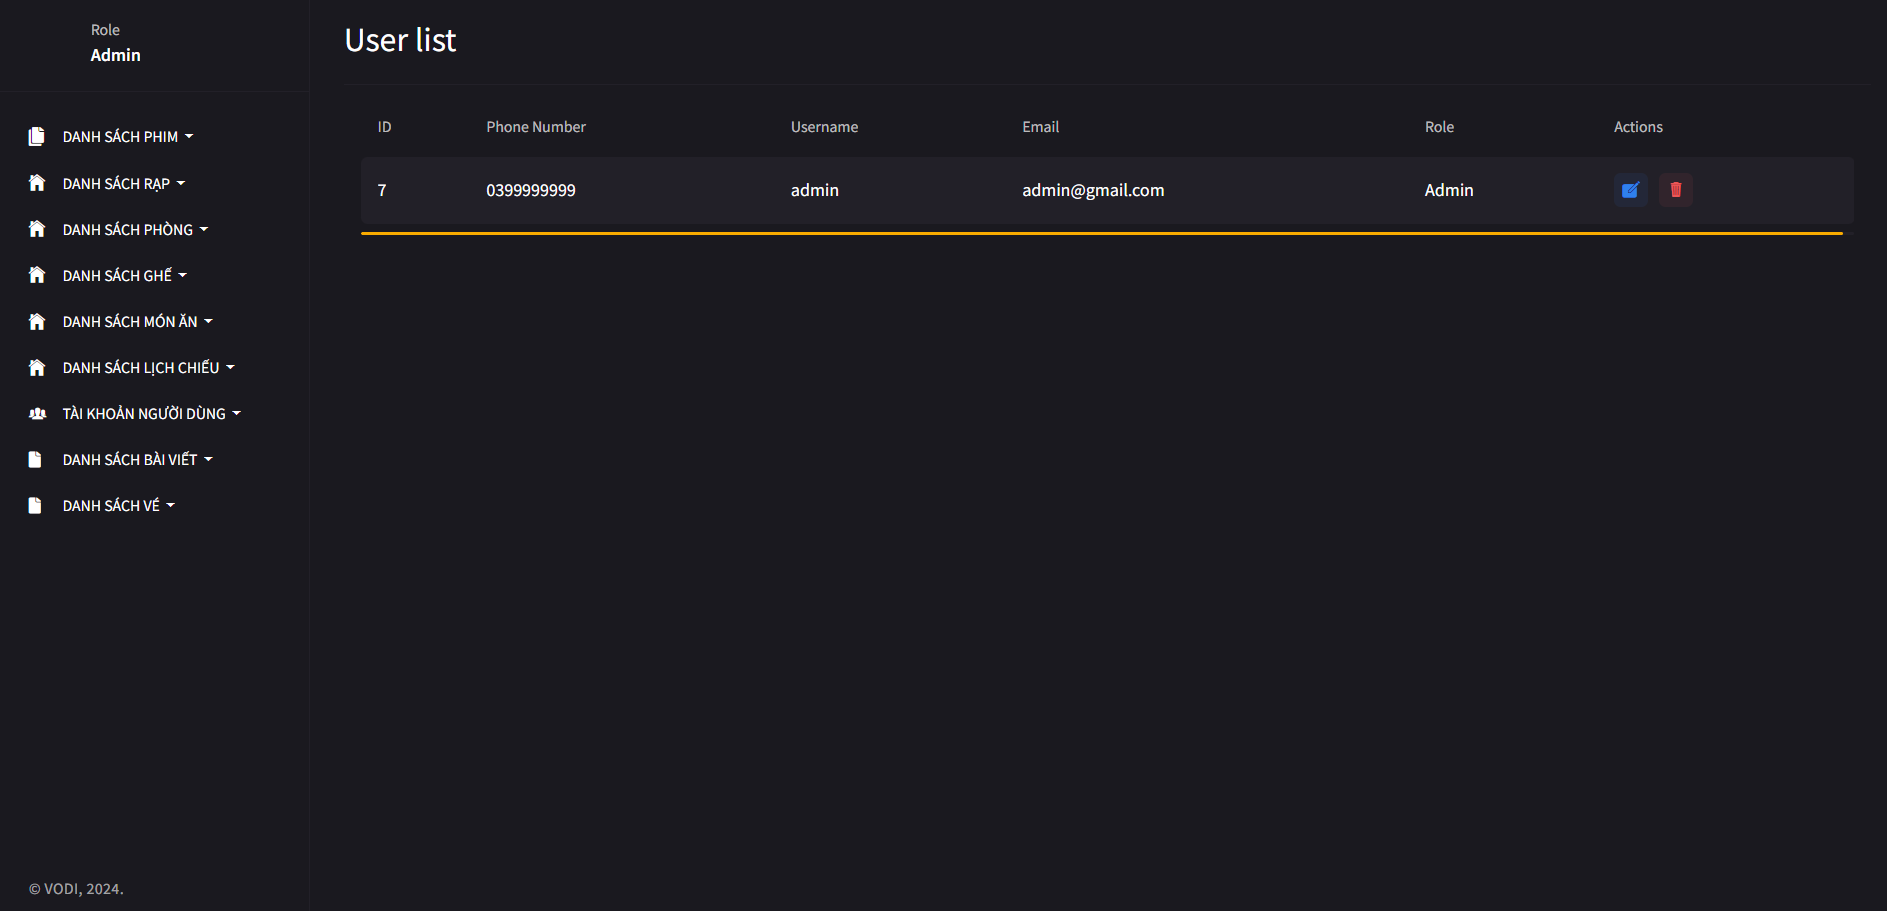 Role
Admin
DANH SÁCH PHIM
DANH SÁCH RẠP
DANH SÁCH PHÒNG
DANH SÁCH GHẾ
DANH SÁCH MÓN ĂN
DANH SÁCH LỊCH CHIẾU
TÀI KHOẢN NGƯỜI DÙNG
DANH SÁCH BÀI VIẾT
DANH SÁCH VÉ
© VODI, 2024.
User list
ID Phone Number Username Email Role Actions
7 0399999999 admin admin@gmail.com Admin